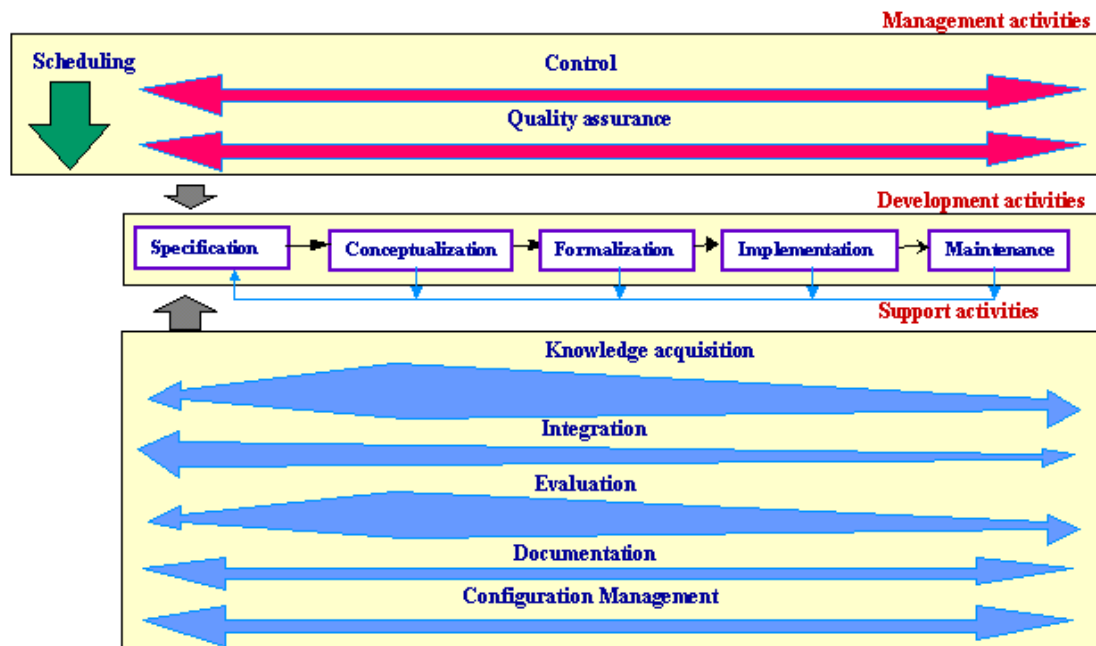 Management activities
Scheduling
Control
Quality assurance
Development activities
Specification
Conceptualization
Formalization
Implementation
Maintenance
Support activities
Knowledge acquisition
Integration
Evaluation
Documentation
Configuration Management